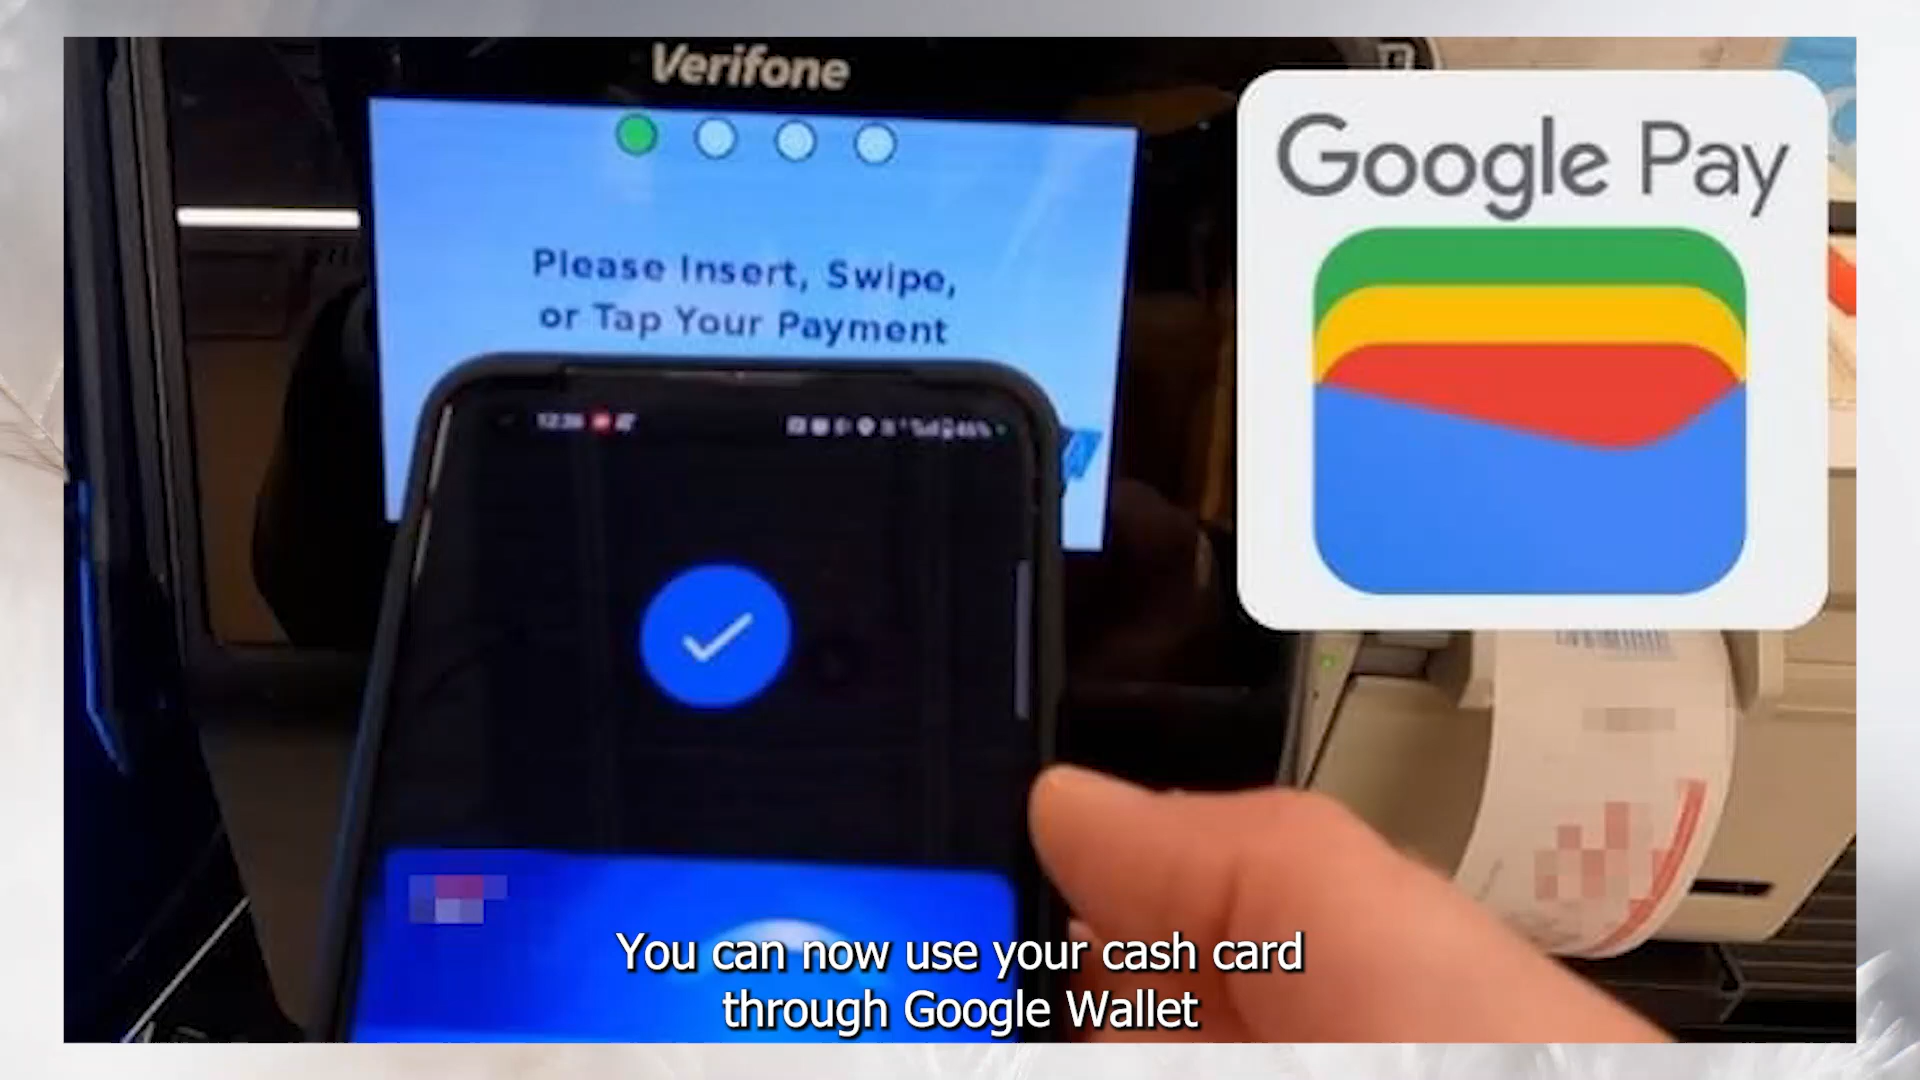 Verifone
Google Pay
Please Insert, Swipe,
or Tap Your Payment
You can now use your cash card
through Google Wallet